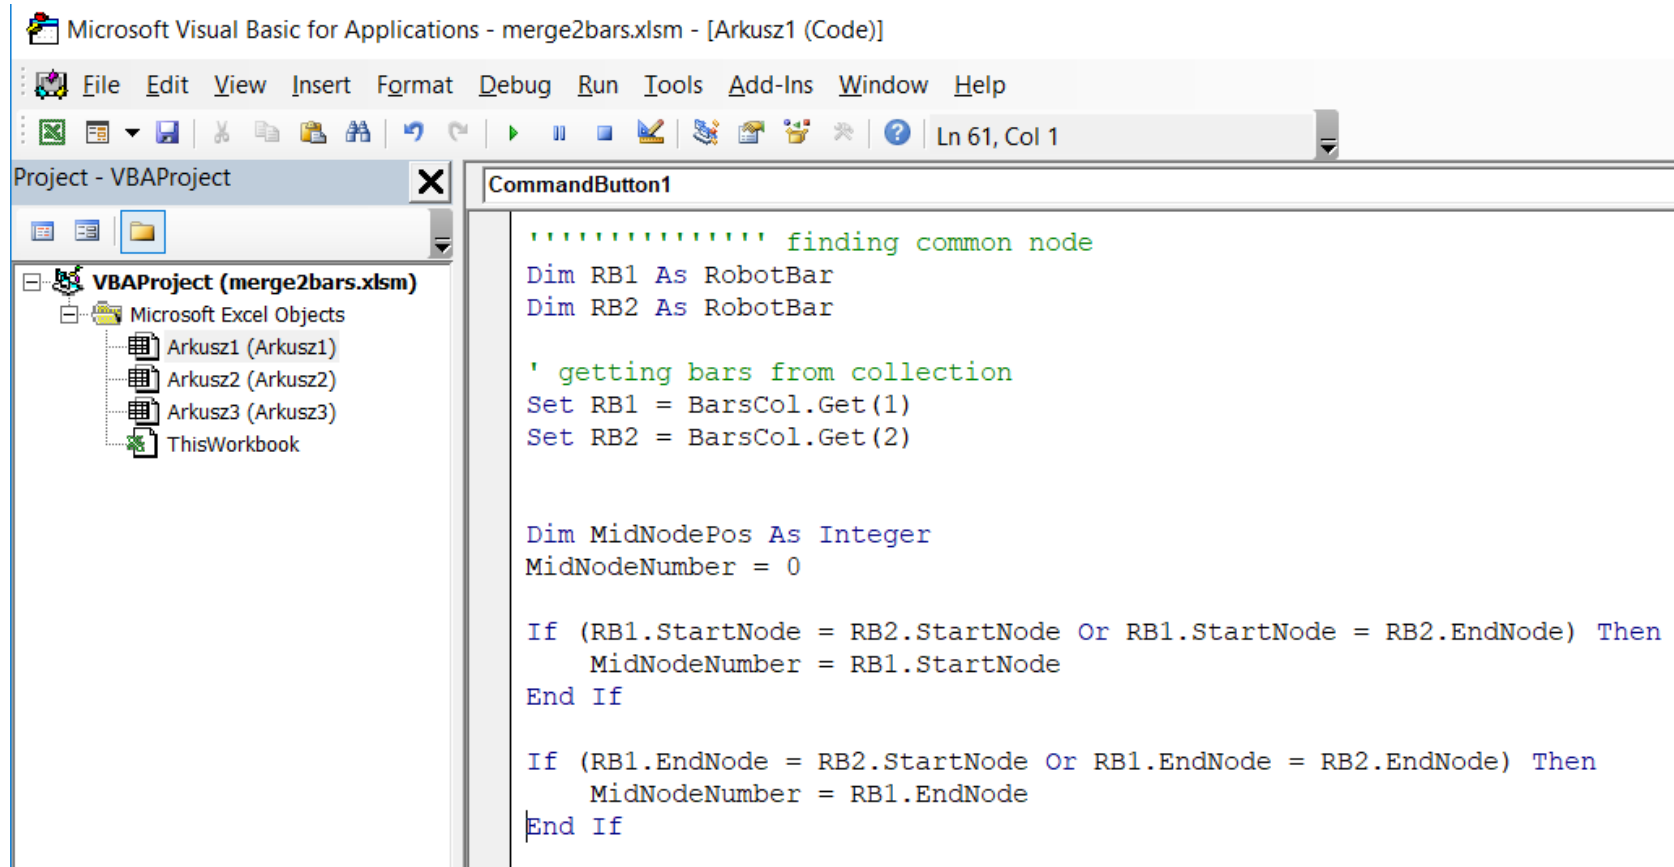 Microsoft Visual Basic for Applications - merge2bars.xlsm - [Arkusz1 (Code)]
File Edit View Insert Format Debug Run Tools Add-Ins Window Help
Ln 61, Col 1
Project - VBAProject
CommandButton1
VBAProject (merge2bars.xlsm)
Microsoft Excel Objects
Arkusz1 (Arkusz1)
Arkusz2 (Arkusz2)
Arkusz3 (Arkusz3)
ThisWorkbook
''''''''''''''' finding common node
Dim RB1 As RobotBar
Dim RB2 As RobotBar
' getting bars from collection
Set RB1 = BarsCol.Get(1)
Set RB2 = BarsCol.Get(2)
Dim MidNodePos As Integer
MidNodeNumber = 0
If (RB1.StartNode = RB2.StartNode Or RB1.StartNode = RB2.EndNode) Then
    MidNodeNumber = RB1.StartNode
End If
If (RB1.EndNode = RB2.StartNode Or RB1.EndNode = RB2.EndNode) Then
    MidNodeNumber = RB1.EndNode
End If